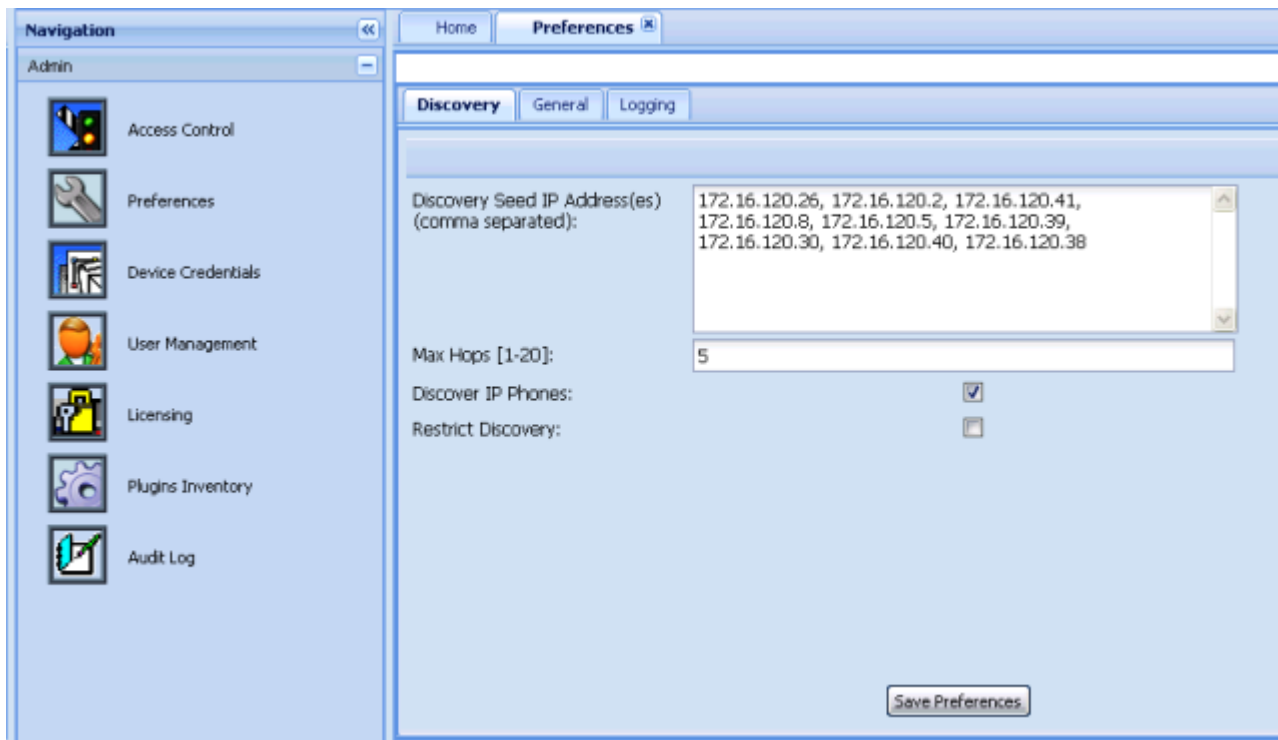 Navigation
Admin
Access Control
Preferences
Device Credentials
User Management
Licensing
Plugins Inventory
Audit Log
Home
Preferences
Discovery
General
Logging
Discovery Seed IP Address(es)
(comma separated):
172.16.120.26, 172.16.120.2, 172.16.120.41,
172.16.120.8, 172.16.120.5, 172.16.120.39,
172.16.120.30, 172.16.120.40, 172.16.120.38
Max Hops [1-20]:
5
Discover IP Phones:
Restrict Discovery:
Save Preferences